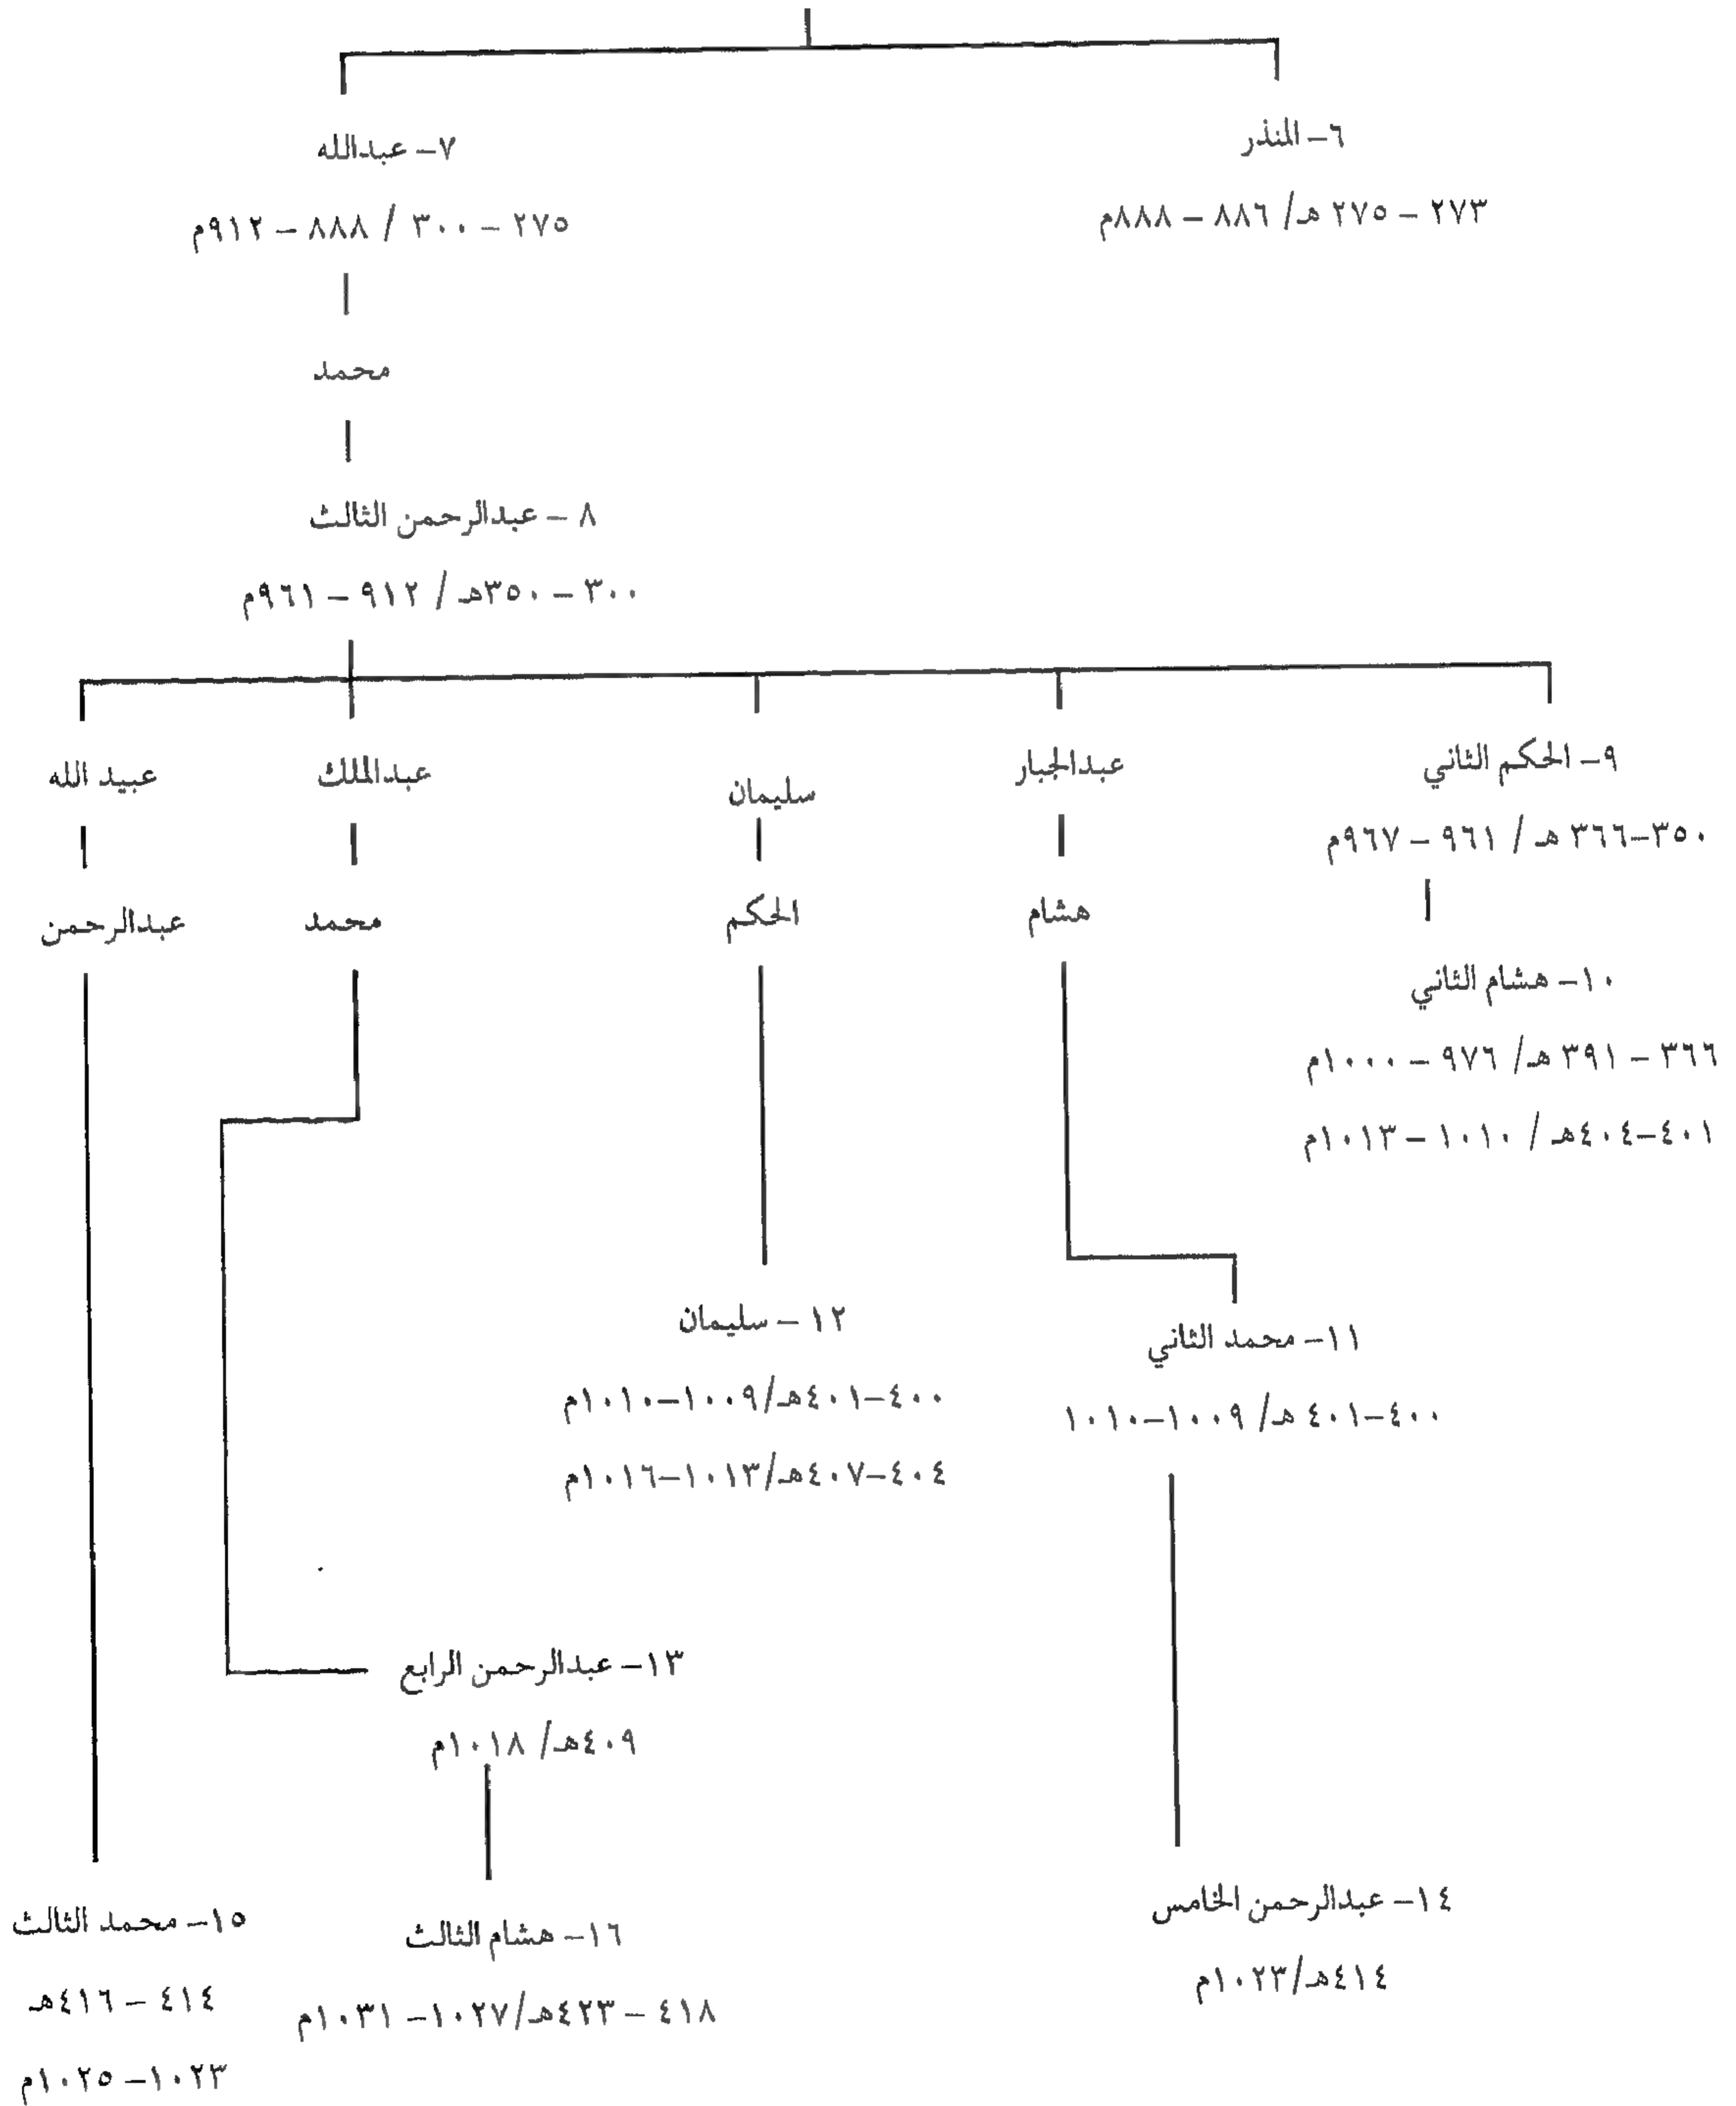 ٦- المنذر
٢٧٣ - ٢٧٥ هـ/ ٨٨٦ - ٨٨٨م
٧- عبدالله
٢٧٥ - ٣٠٠ / ٨٨٨ - ٩١٢م
محمد
٨ - عبدالرحمن الثالث
٣٠٠ - ٣٥٠هـ/ ٩١٢ - ٩٦١م
٩- الحكم الثاني
٣٥٠-٣٦٦ هـ/ ٩٦١ - ٩٦٧م
عبدالجبار
سليمان
عبدالملك
عبيد الله
هشام
الحكم
محمد
عبدالرحمن
١٠- هشام الثاني
٣٦٦ - ٣٩١ هـ/ ٩٧٦ - ١٠٠٠م
٤٠١-٤٠٤هـ/ ١٠١٠ -١٠١٣م
١١- محمد الثاني
٤٠٠-٤٠١ هـ/ ١٠٠٩-١٠١٠
١٢ - سليمان
٤٠٠-٤٠١هـ/١٠٠٩-١٠١٠م
٤٠٤-٤٠٧هـ/١٠١٣-١٠١٦م
١٣- عبدالرحمن الرابع
٤٠٩هـ/ ١٠١٨م
١٤- عبدالرحمن الخامس
٤١٤هـ/١٠٢٣م
١٦- هشام الثالث
٤١٨ - ٤٢٣هـ/١٠٢٧- ١٠٣١م
١٥- محمد الثالث
٤١٤ - ٤١٦هـ
١٠٢٣- ١٠٢٥م